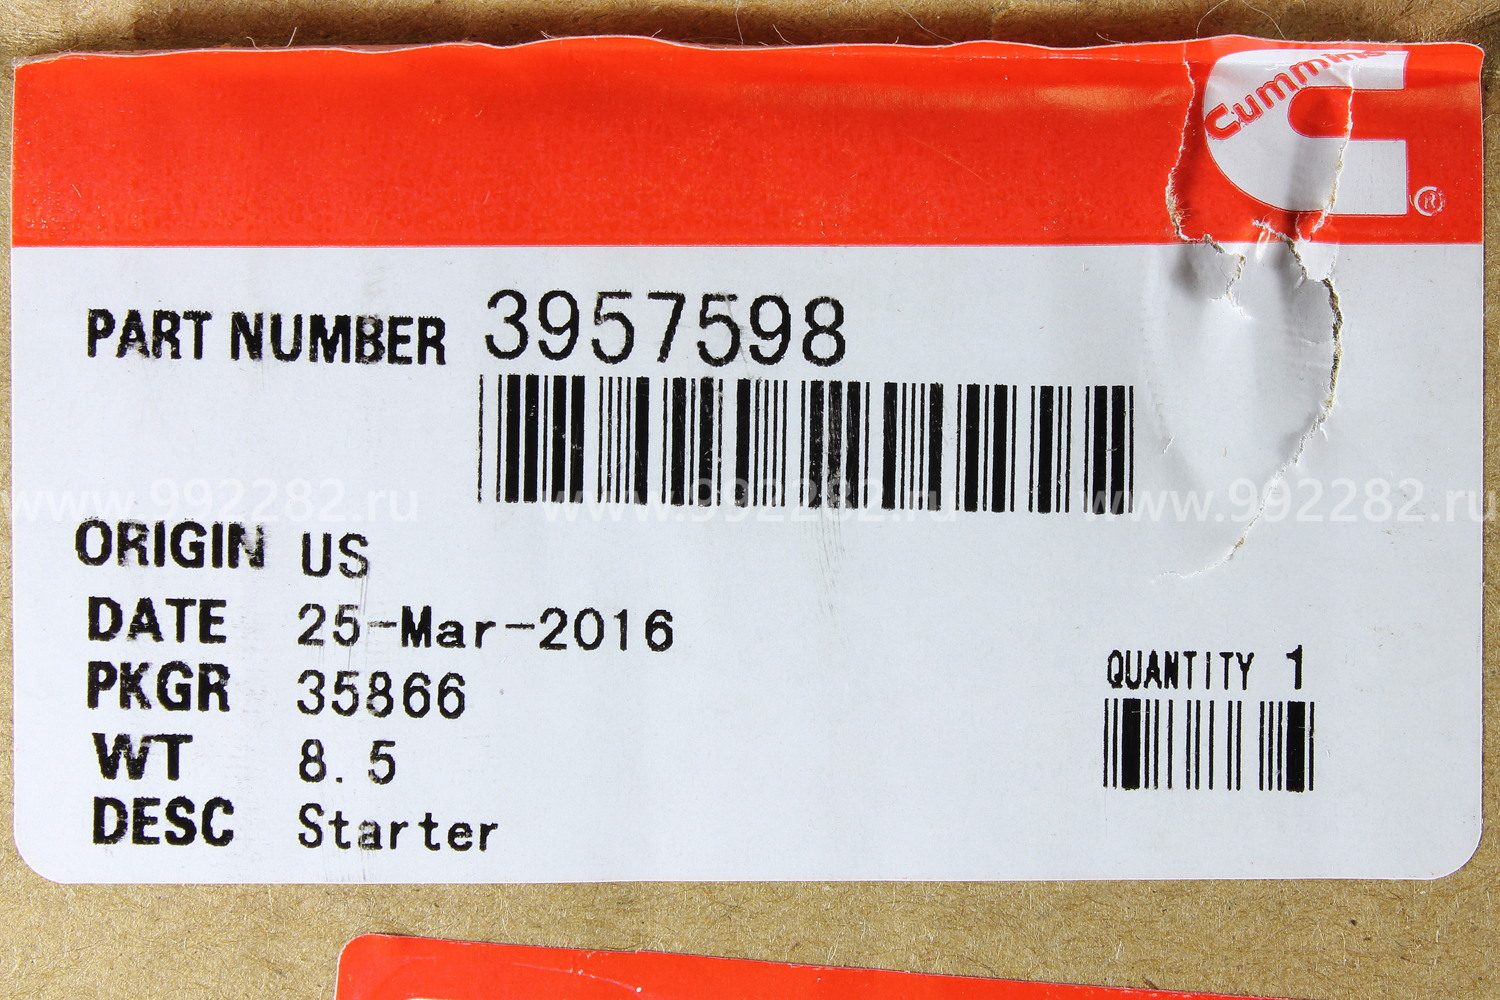 Cummins
®
PART NUMBER 3957598
www.992282.ru www.992282.ru www.992282.ru
ORIGIN US
DATE 25-Mar-2016
PKGR 35866
WT 8.5
DESC Starter
QUANTITY 1